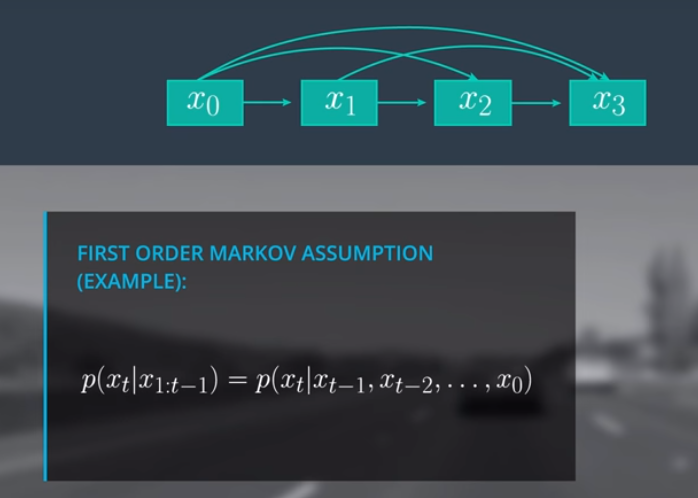 x₀ x₁ x₂ x₃
FIRST ORDER MARKOV ASSUMPTION
(EXAMPLE):
p(xₜ|x₁:ₜ₋₁) = p(xₜ|xₜ₋₁, xₜ₋₂, . . . , x₀)